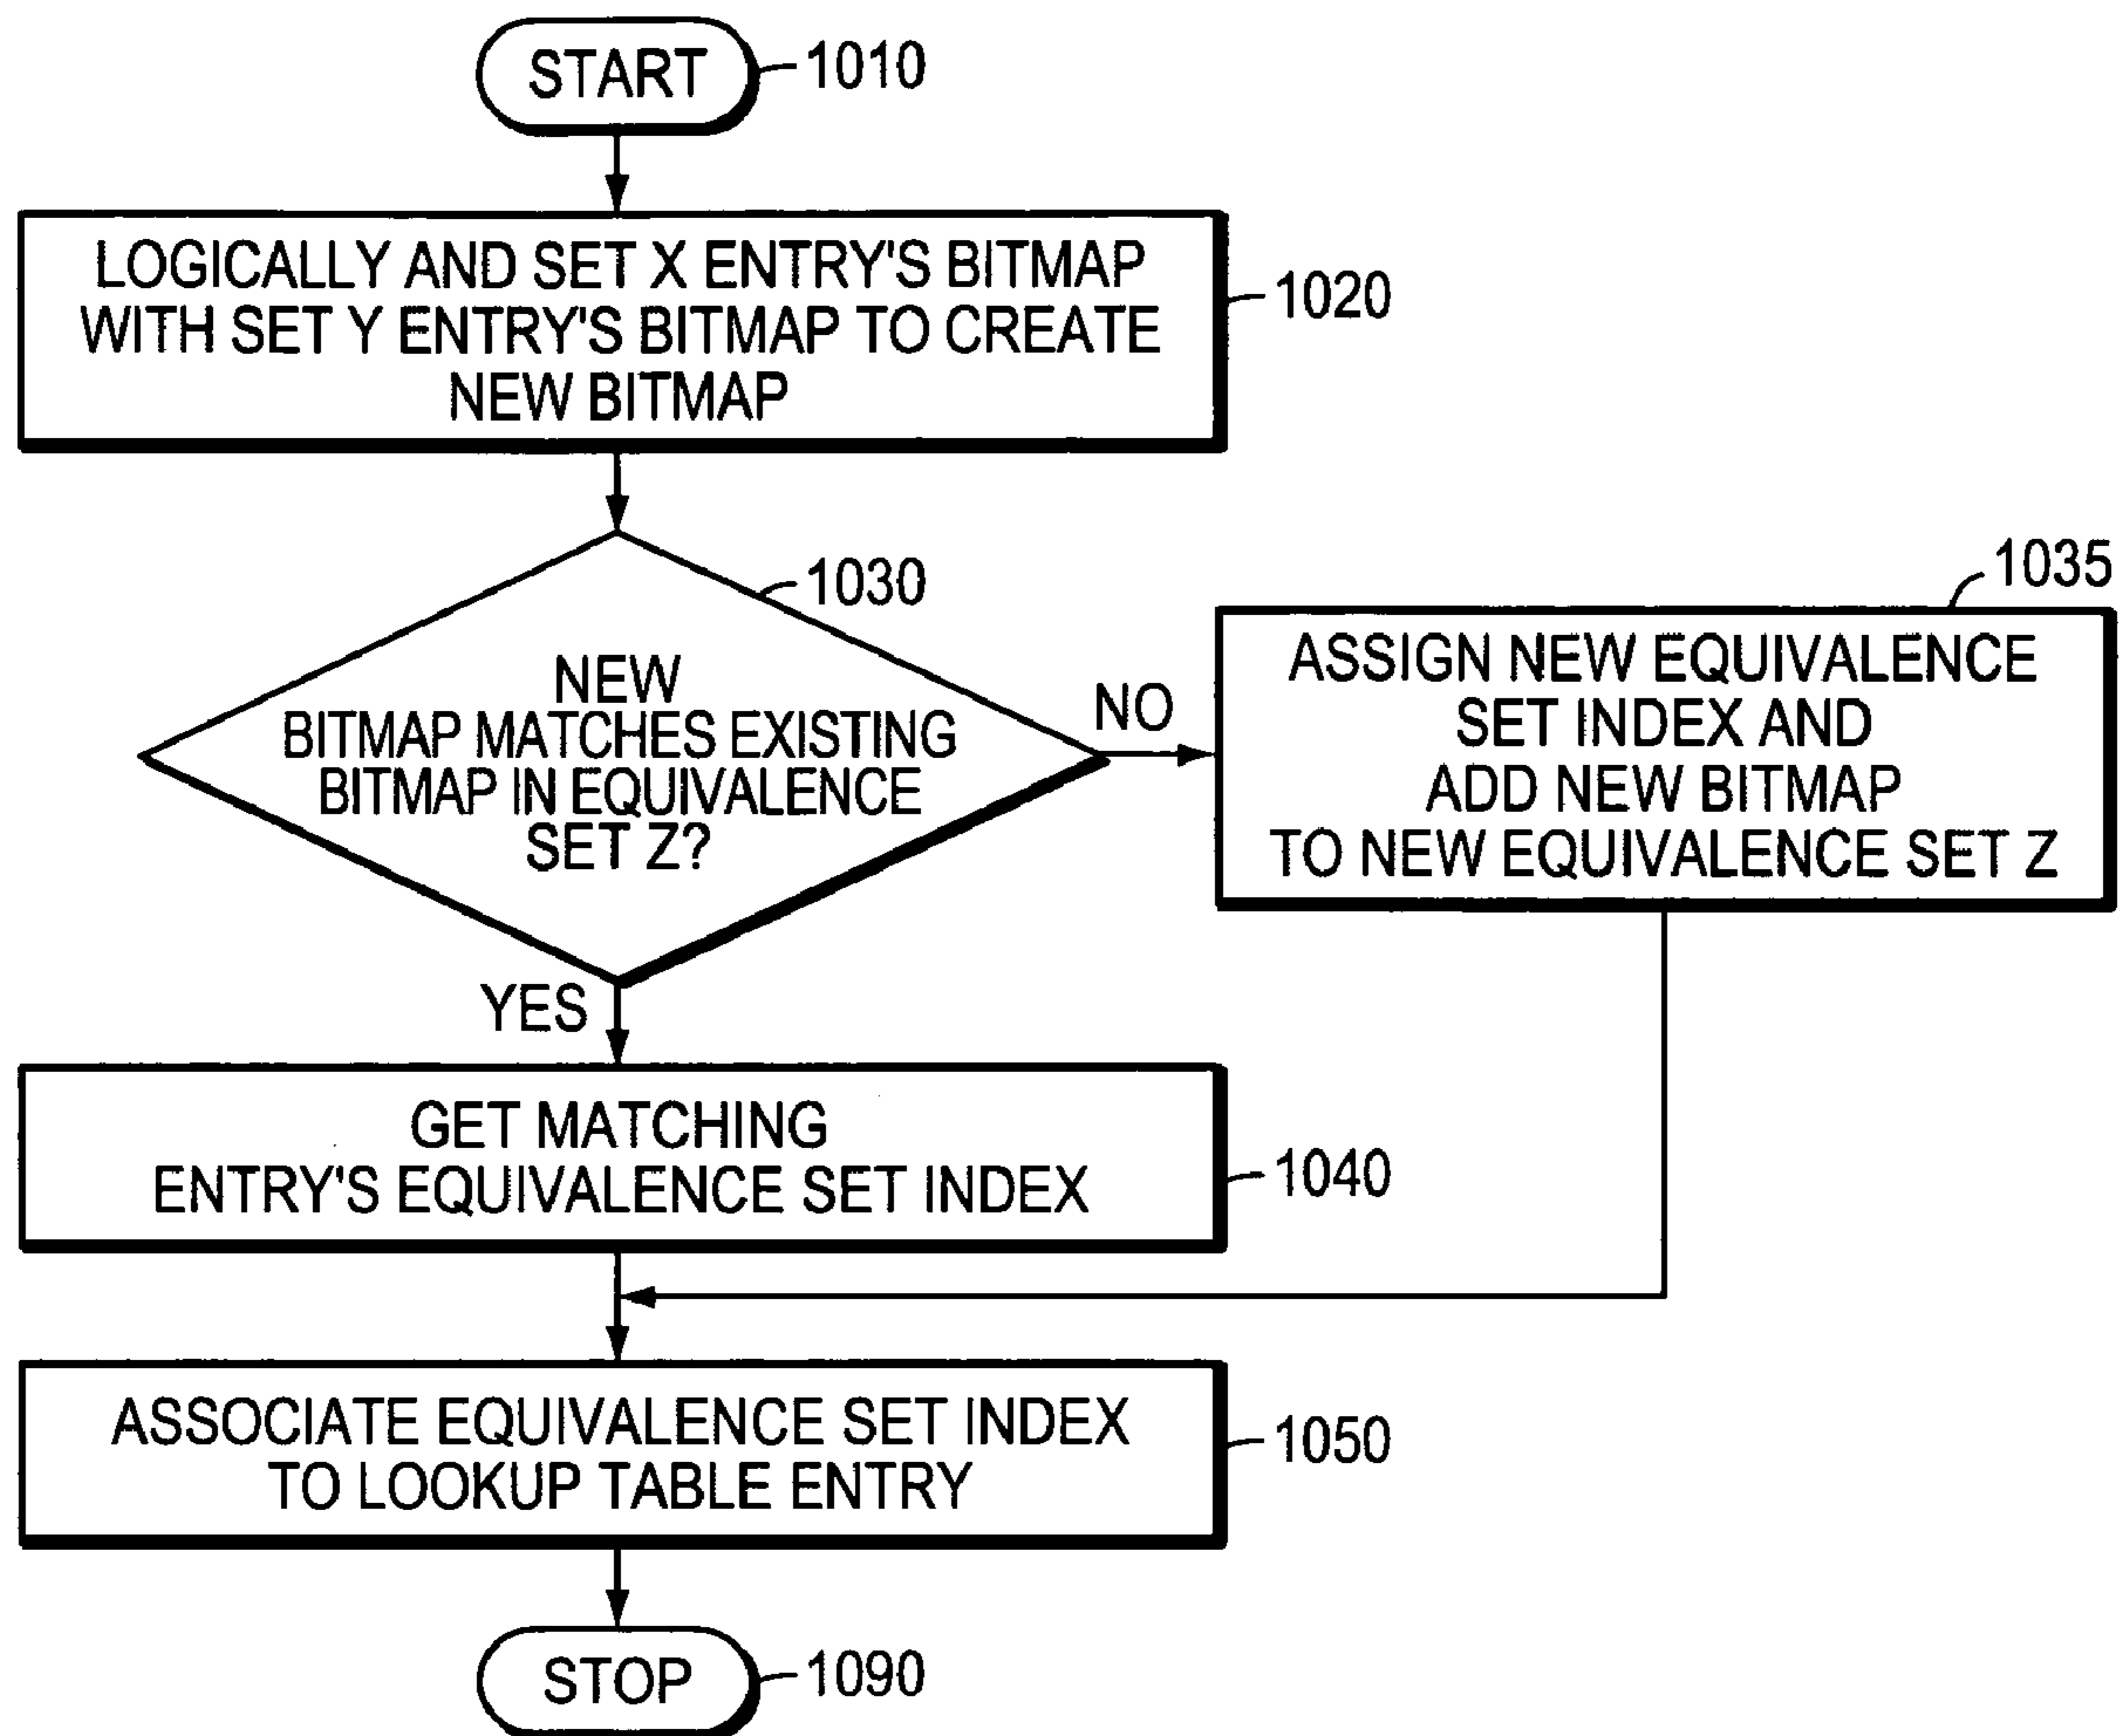 START
1010
LOGICALLY AND SET X ENTRY'S BITMAP
WITH SET Y ENTRY'S BITMAP TO CREATE
NEW BITMAP
1020
1030
NEW
BITMAP MATCHES EXISTING
BITMAP IN EQUIVALENCE
SET Z?
NO
1035
ASSIGN NEW EQUIVALENCE
SET INDEX AND
ADD NEW BITMAP
TO NEW EQUIVALENCE SET Z
YES
GET MATCHING
ENTRY'S EQUIVALENCE SET INDEX
1040
ASSOCIATE EQUIVALENCE SET INDEX
TO LOOKUP TABLE ENTRY
1050
STOP
1090